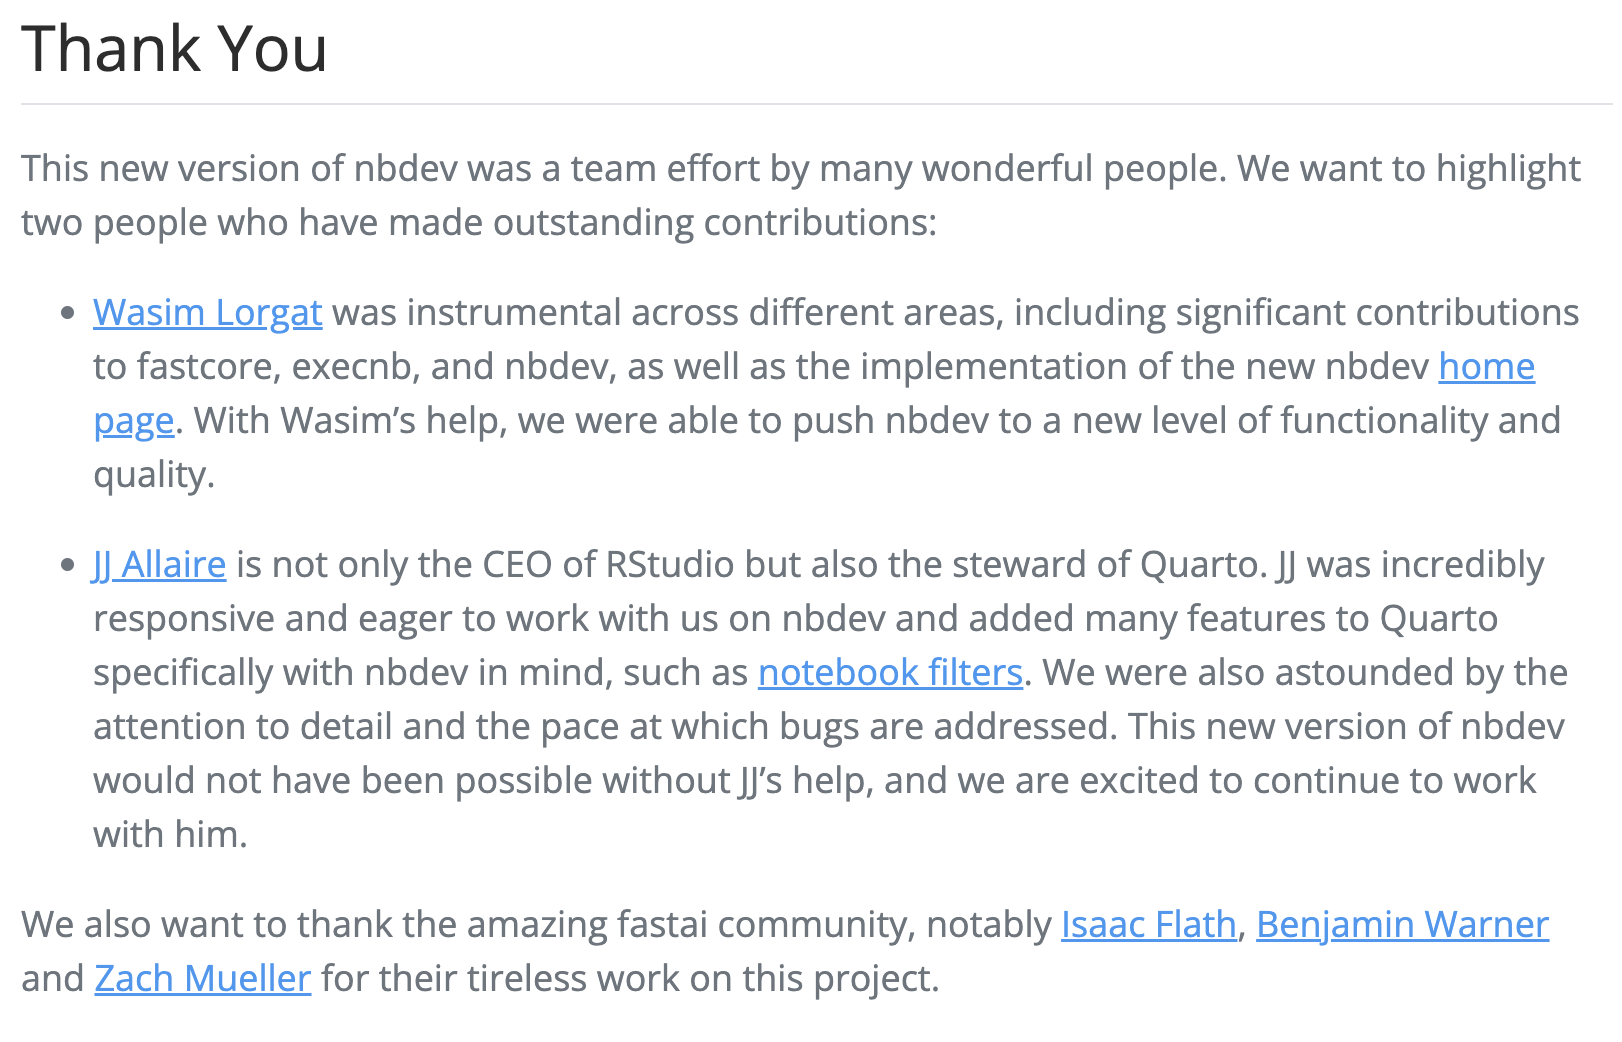 Thank You
This new version of nbdev was a team effort by many wonderful people. We want to highlight
two people who have made outstanding contributions:
• Wasim Lorgat was instrumental across different areas, including significant contributions
to fastcore, execnb, and nbdev, as well as the implementation of the new nbdev home
page. With Wasim’s help, we were able to push nbdev to a new level of functionality and
quality.
• JJ Allaire is not only the CEO of RStudio but also the steward of Quarto. JJ was incredibly
responsive and eager to work with us on nbdev and added many features to Quarto
specifically with nbdev in mind, such as notebook filters. We were also astounded by the
attention to detail and the pace at which bugs are addressed. This new version of nbdev
would not have been possible without JJ’s help, and we are excited to continue to work
with him.
We also want to thank the amazing fastai community, notably Isaac Flath, Benjamin Warner
and Zach Mueller for their tireless work on this project.